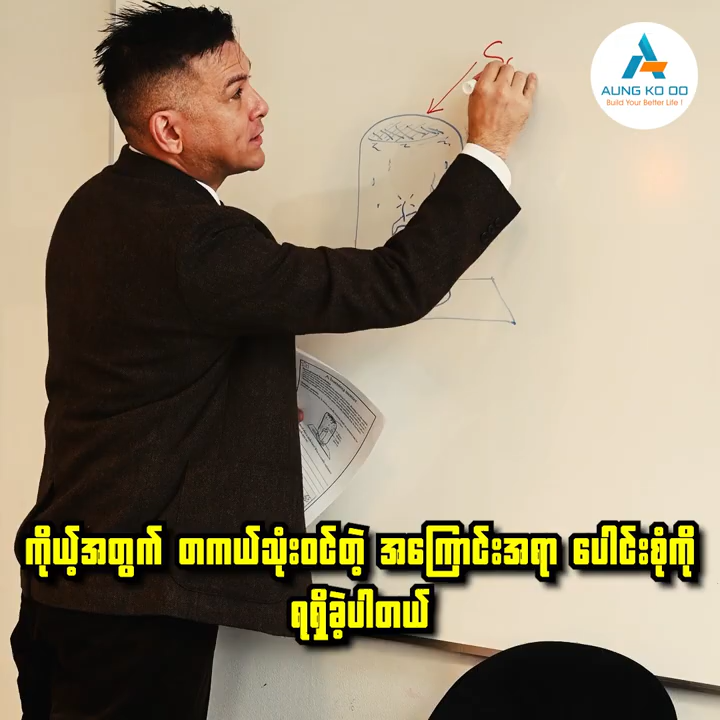 AUNG KO OO
Build Your Better Life !
ကိုယ့်အတွက် တကယ်သုံးဝင်တဲ့ အကြောင်းအရာ ပေါင်းစုံကို
ရရှိခဲ့ပါတယ်